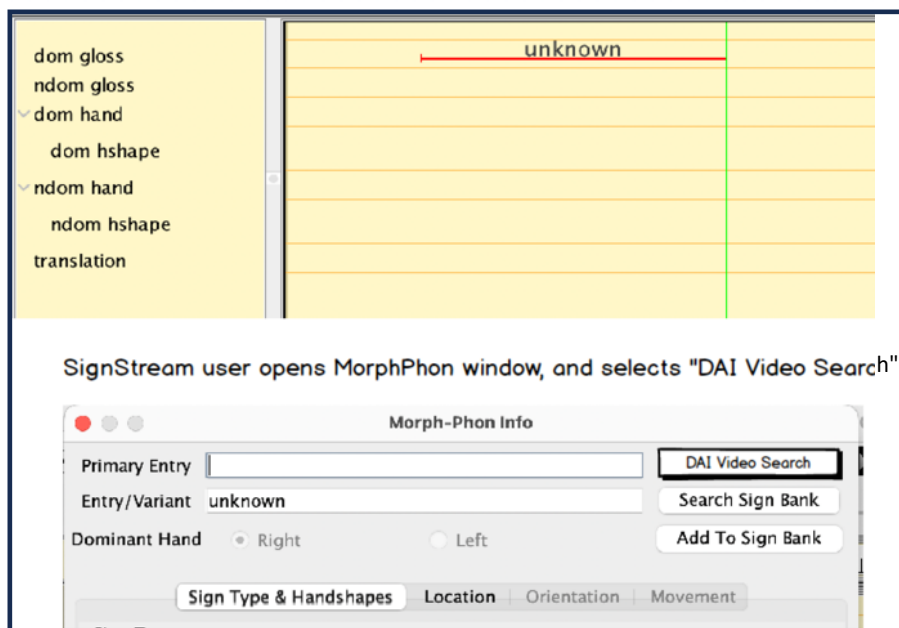 dom gloss
unknown
ndom gloss
dom hand
dom hshape
ndom hand
ndom hshape
translation
SignStream user opens MorphPhon window, and selects "DAI Video Search"
Morph-Phon Info
Primary Entry
DAI Video Search
Entry/Variant unknown
Search Sign Bank
Dominant Hand Right Left
Add To Sign Bank
Sign Type & Handshapes Location Orientation Movement